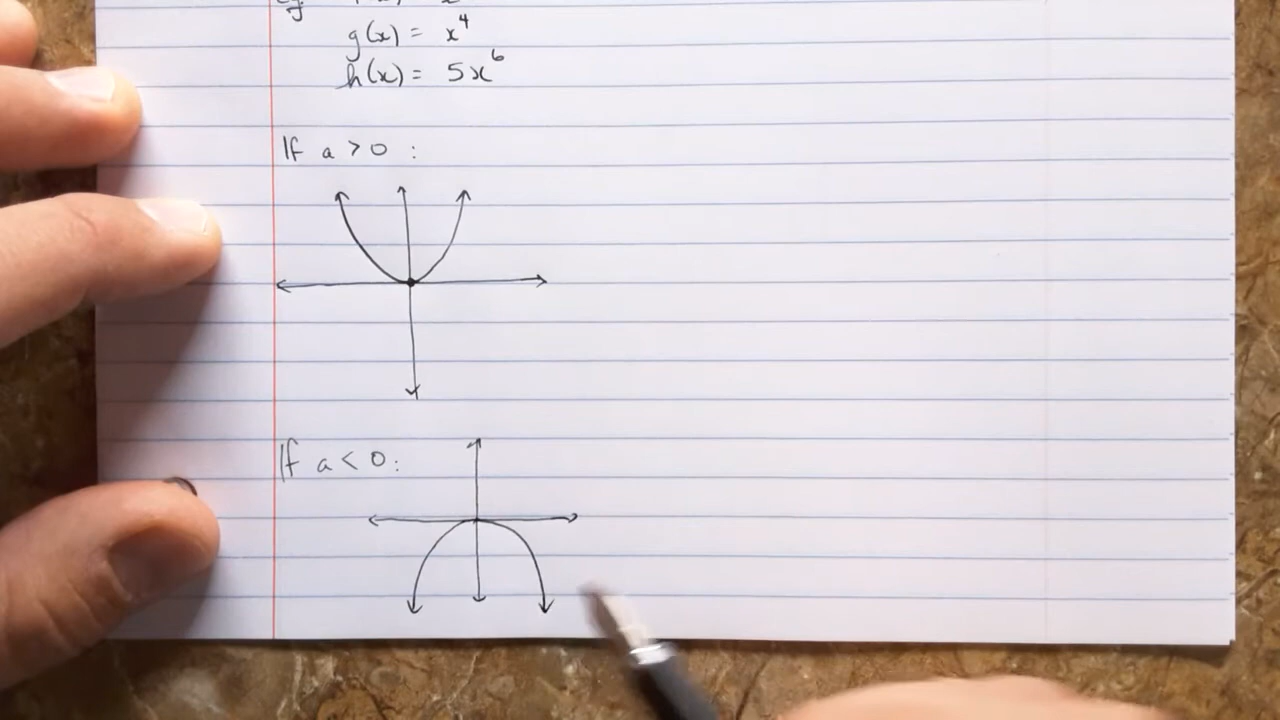 g(x) = x⁴
h(x) = 5x⁶
If a > 0 :
If a < 0 :